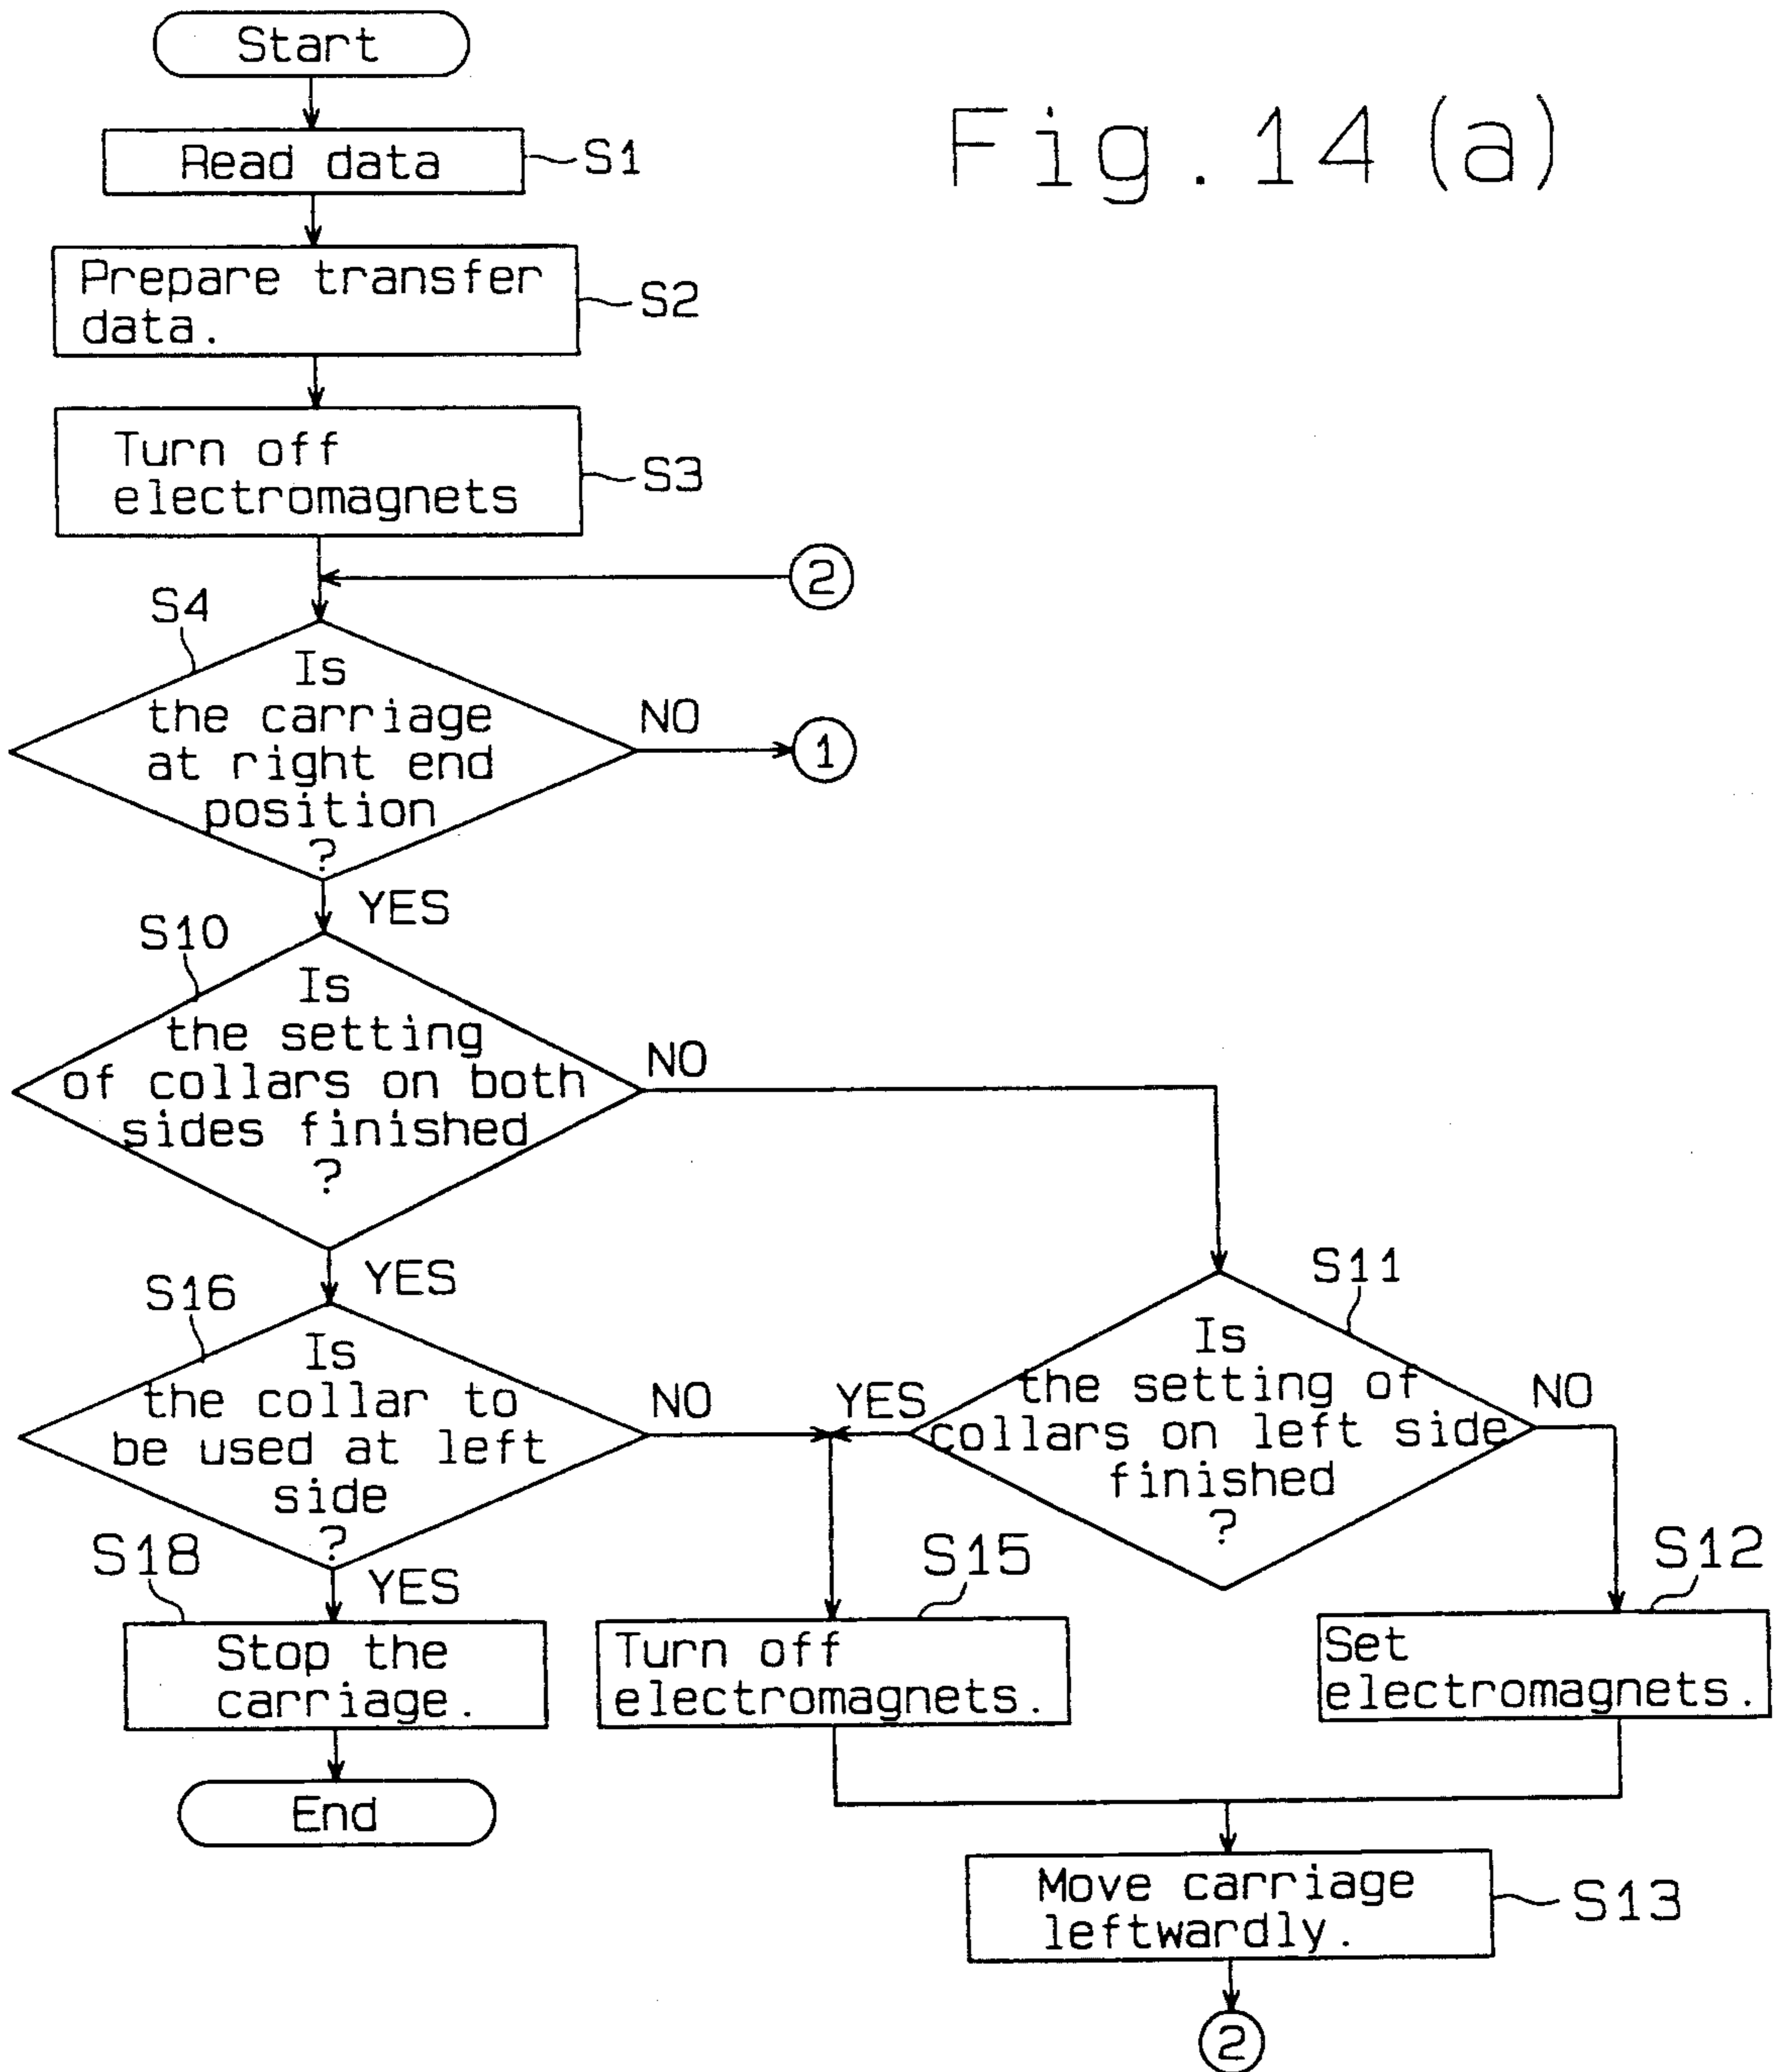 Start
Fig. 14 (a)
Read data
S1
Prepare transfer
data.
S2
Turn off
electromagnets
S3
2
S4
Is
the carriage
at right end
position
?
NO
1
YES
S10
Is
the setting
of collars on both
sides finished
?
NO
YES
S16
Is
the collar to
be used at left
side
?
NO
YES
S11
Is
the setting of
collars on left side
finished
?
NO
S18
YES
Stop the
carriage.
S15
Turn off
electromagnets.
S12
Set
electromagnets.
End
Move carriage
leftwardly.
S13
2